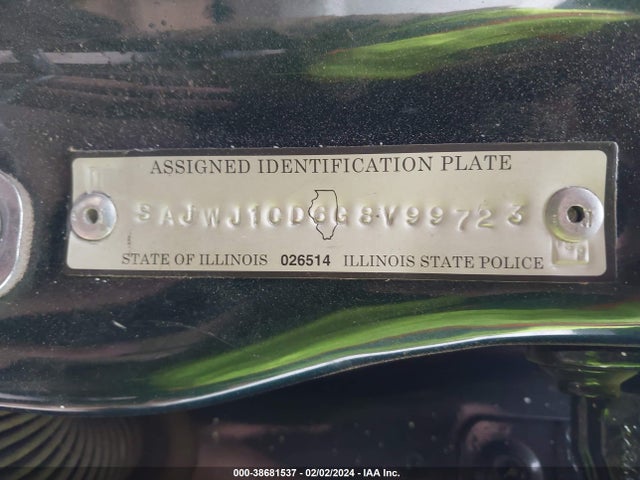 ASSIGNED IDENTIFICATION PLATE
SAJWJ1CD6G8V99723
STATE OF ILLINOIS 026514 ILLINOIS STATE POLICE
000-38681537 - 02/02/2024 - IAA Inc.